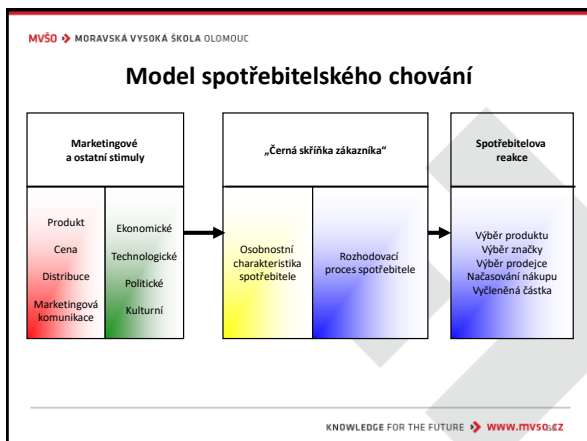 MVŠO MORAVSKÁ VYSOKÁ ŠKOLA OLOMOUC
Model spotřebitelského chování
Marketingové
a ostatní stimuly
„Černá skříňka zákazníka“
Spotřebitelova
reakce
Produkt
Cena
Distribuce
Marketingová
komunikace
Ekonomické
Technologické
Politické
Kulturní
Osobnostní
charakteristika
spotřebitele
Rozhodovací
proces spotřebitele
Výběr produktu
Výběr značky
Výběr prodejce
Načasování nákupu
Vyčleněná částka
KNOWLEDGE FOR THE FUTURE www.mvso.cz